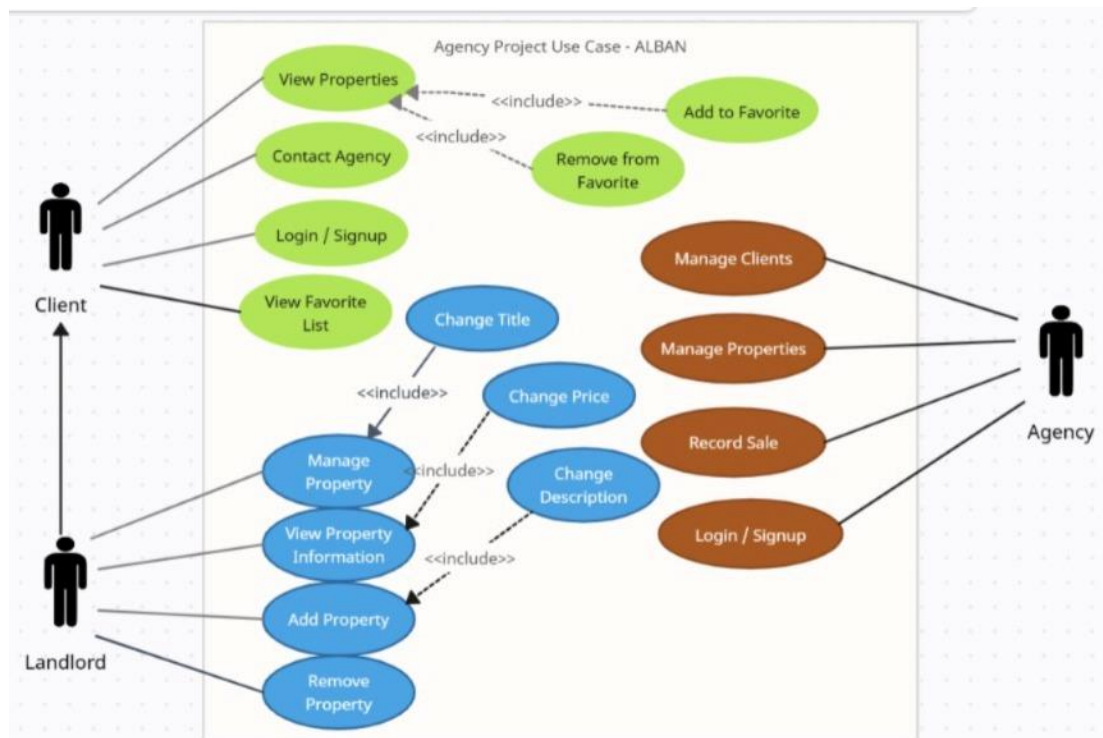 Agency Project Use Case - ALBAN
View Properties
<<include>>
Add to Favorite
<<include>>
Contact Agency
Remove from
Favorite
Login / Signup
Manage Clients
Client
View Favorite
List
Change Title
Manage Properties
<<include>>
Change Price
Agency
Record Sale
Manage
Property
<<include>>
Change
Description
View Property
Information
Login / Signup
<<include>>
Add Property
Landlord
Remove
Property